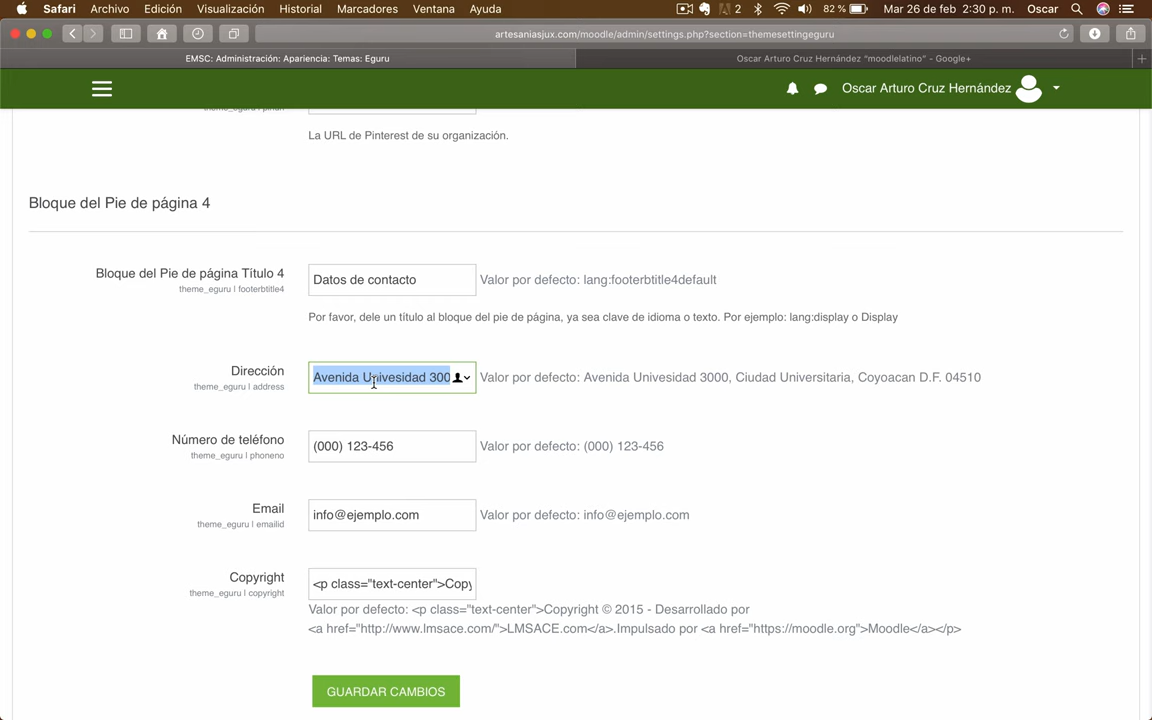 Safari Archivo Edición Visualización Historial Marcadores Ventana Ayuda 2 82 % Mar 26 de feb 2:30 p. m. Oscar
artesaniasjux.com/moodle/admin/settings.php?section=themesettingeguru
EMSC: Administración: Apariencia: Temas: Eguru Oscar Arturo Cruz Hernández "moodlelatino" - Google+
Oscar Arturo Cruz Hernández
La URL de Pinterest de su organización.
Bloque del Pie de página 4
Bloque del Pie de página Título 4 Datos de contacto Valor por defecto: lang:footerbtitle4default
theme_eguru | footerbtitle4
Por favor, dele un título al bloque del pie de página, ya sea clave de idioma o texto. Por ejemplo: lang:display o Display
Dirección Avenida Univesidad 300 Valor por defecto: Avenida Univesidad 3000, Ciudad Universitaria, Coyoacan D.F. 04510
theme_eguru | address
Número de teléfono (000) 123-456 Valor por defecto: (000) 123-456
theme_eguru | phoneno
Email info@ejemplo.com Valor por defecto: info@ejemplo.com
theme_eguru | emailid
Copyright <p class="text-center">Copy
theme_eguru | copyright
Valor por defecto: <p class="text-center">Copyright © 2015 - Desarrollado por
<a href="http://www.lmsace.com/">LMSACE.com</a>.Impulsado por <a href="https://moodle.org">Moodle</a></p>
GUARDAR CAMBIOS